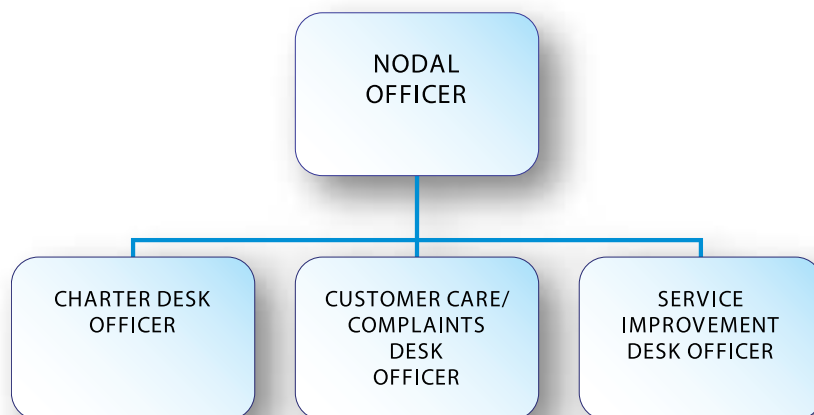 NODAL
OFFICER
CHARTER DESK
OFFICER
CUSTOMER CARE/
COMPLAINTS
DESK
OFFICER
SERVICE
IMPROVEMENT
DESK OFFICER